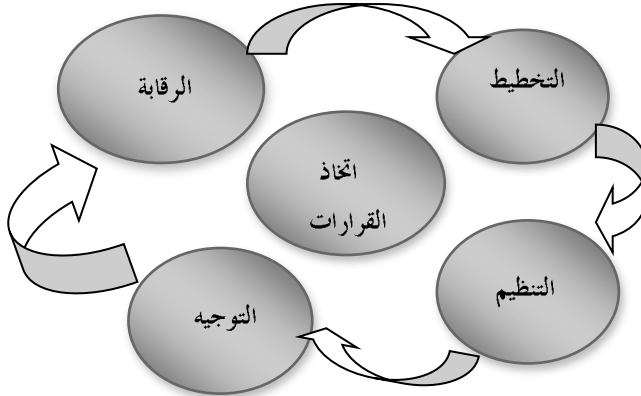 الرقابة
التخطيط
اتخاذ
القرارات
التنظيم
التوجيه